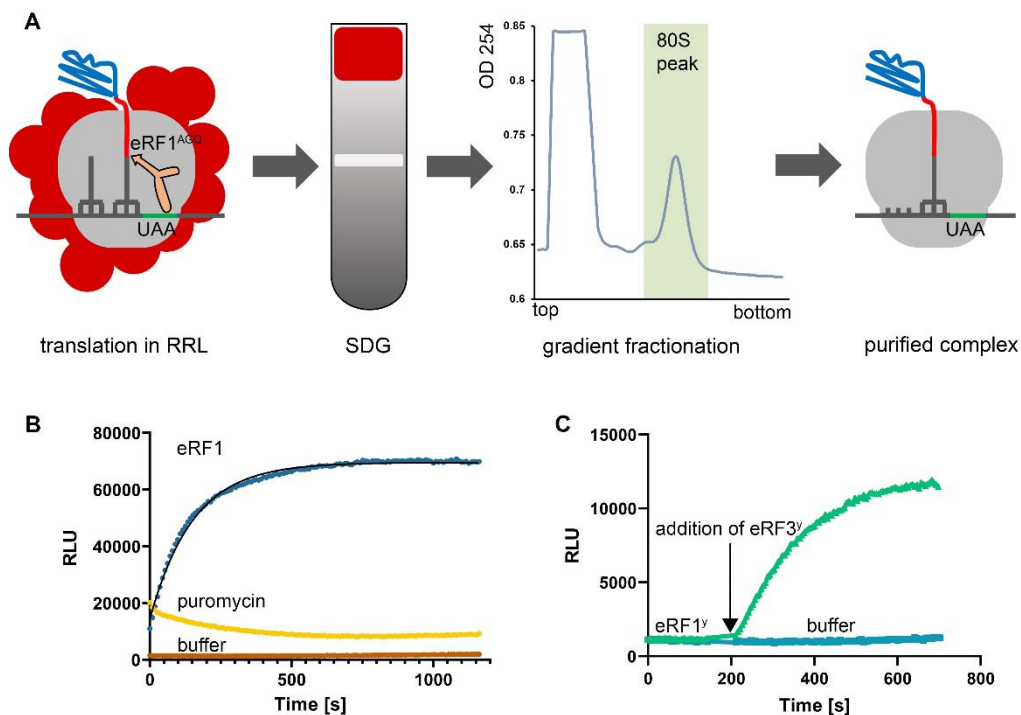 A
eRF1AGQ
UAA
translation in RRL
SDG
OD 254
0.85
0.8
0.75
0.7
0.65
0.6
80S
peak
top
bottom
gradient fractionation
UAA
purified complex
B
RLU
80000
60000
40000
20000
0
eRF1
puromycin
buffer
0
500
1000
Time [s]
C
RLU
15000
10000
5000
0
addition of eRF3y
eRF1y
buffer
0
200
400
600
800
Time [s]